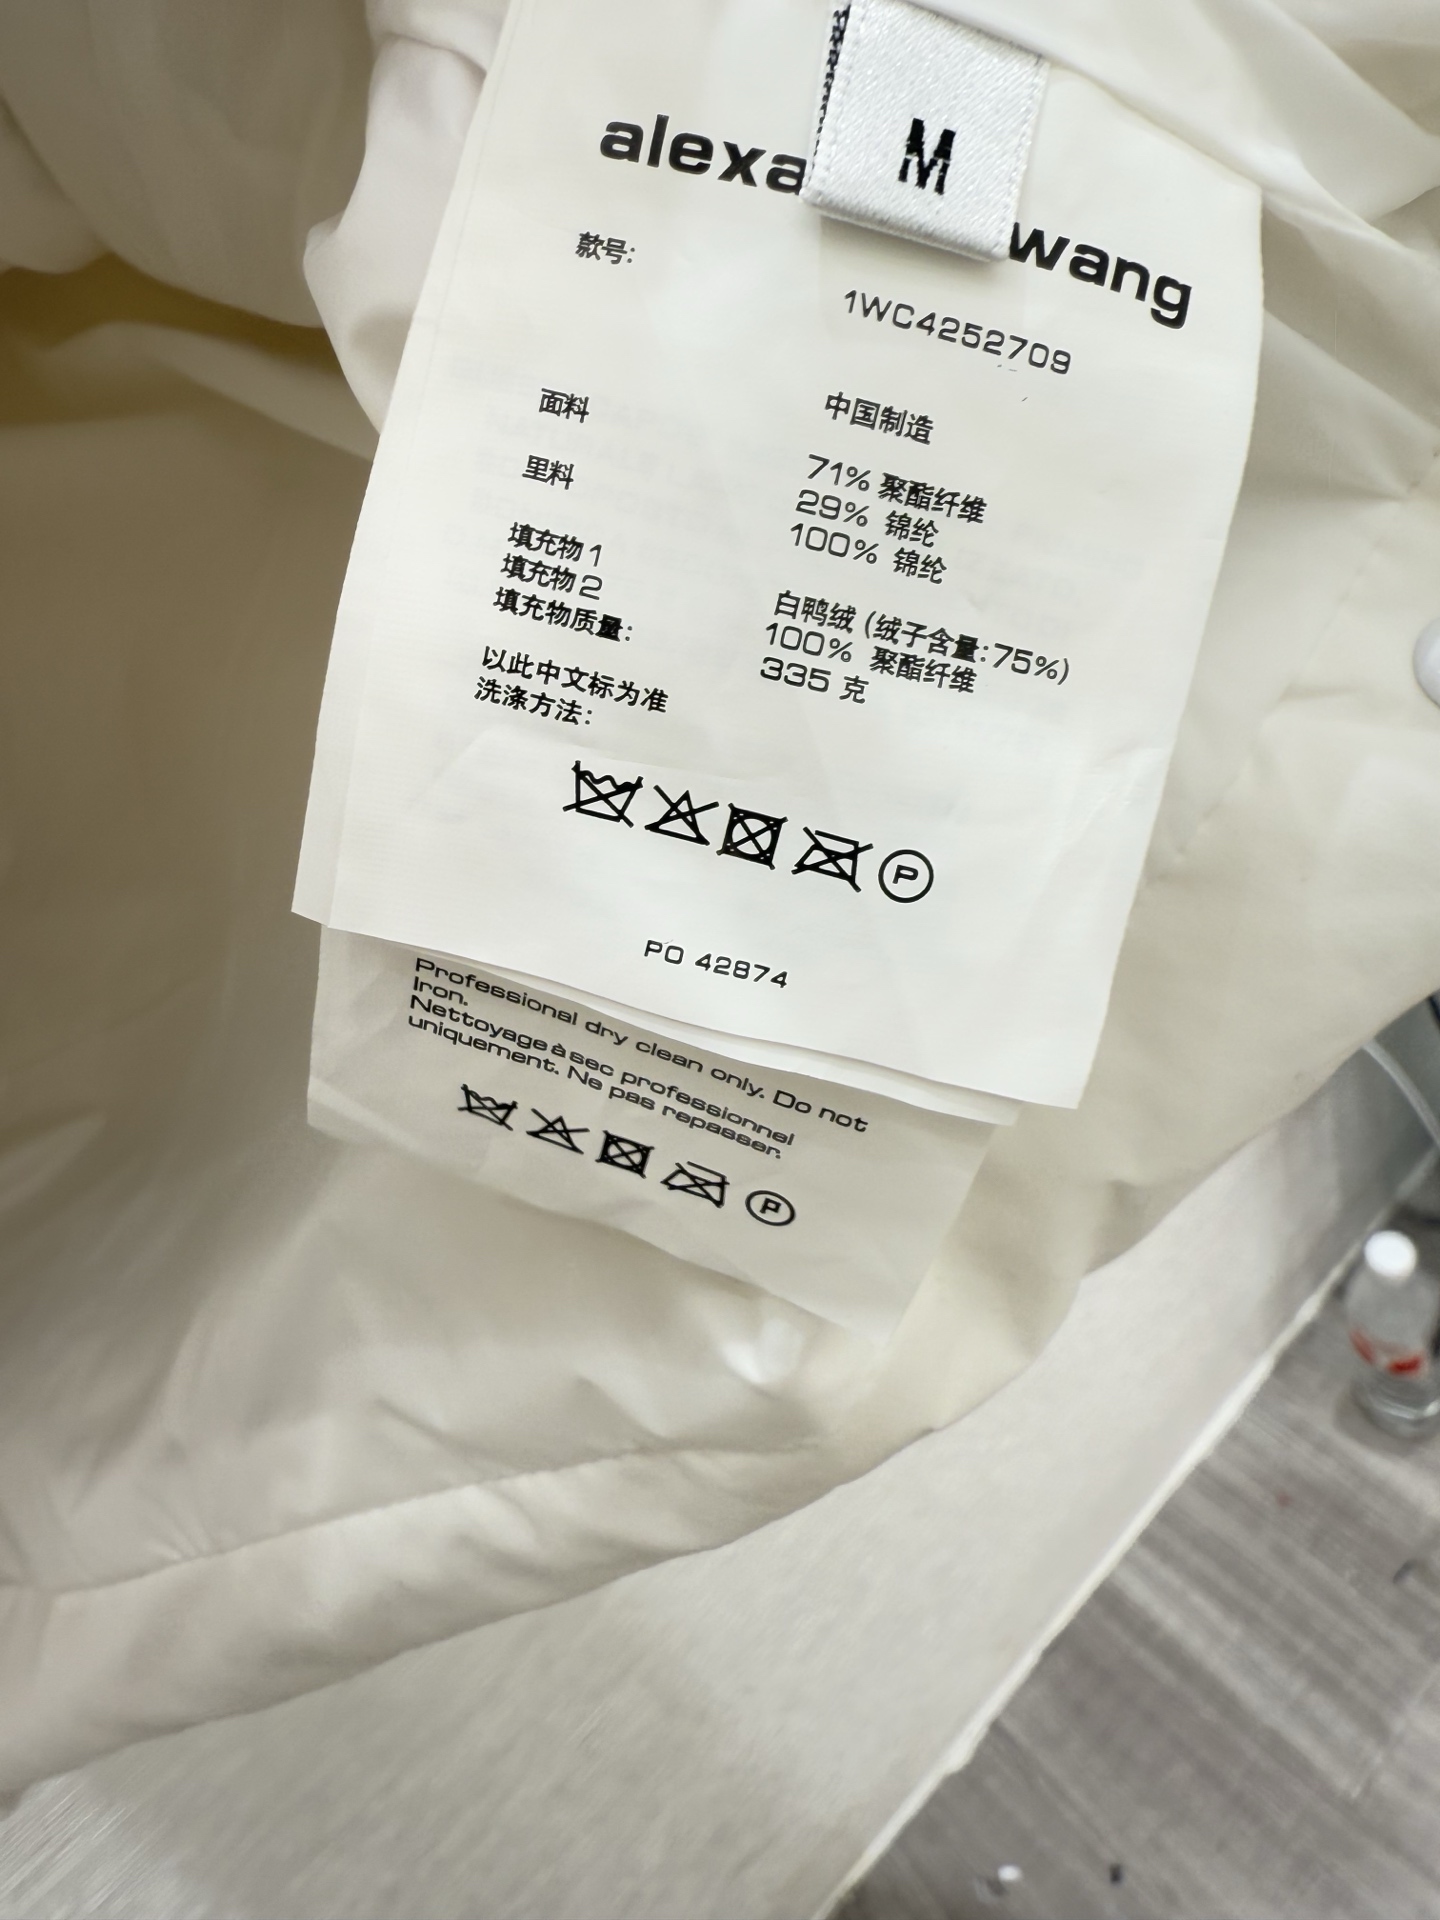 M
alexa wang
款号:
1WC4252709
中国制造
面料 71% 聚酯纤维
29% 锦纶
里料 100% 锦纶
填充物1 白鸭绒 (绒子含量:75%)
填充物2 100% 聚酯纤维
填充物质量: 335 克
以此中文标为准
洗涤方法:
P
PO 42874
Professional dry clean only. Do not
Iron.
Nettoyage à sec professionnel
uniquement. Ne pas repasser.
P